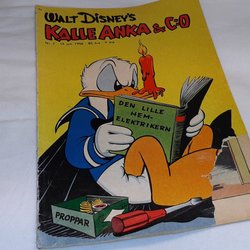 WALT DISNEY'S
KALLE ANKA & C:O
DEN LILLE
HEM-
ELEKTRIKERN
PROPPAR